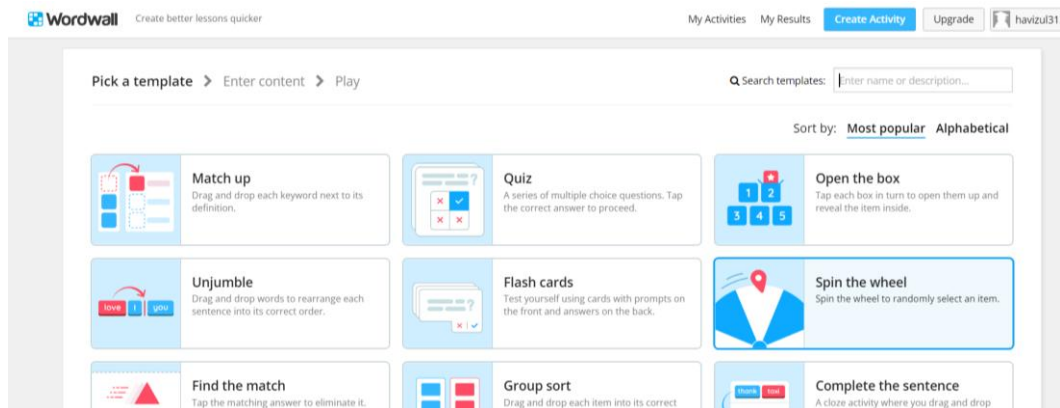 Wordwall Create better lessons quicker My Activities My Results Create Activity Upgrade havizul31
Pick a template > Enter content > Play Search templates: Enter name or description...
Sort by: Most popular Alphabetical
Match up
Drag and drop each keyword next to its
definition.
Quiz
A series of multiple choice questions. Tap
the correct answer to proceed.
Open the box
Tap each box in turn to open them up and
reveal the item inside.
1 2
3 4 5
Unjumble
Drag and drop words to rearrange each
sentence into its correct order.
love i you
Flash cards
Test yourself using cards with prompts on
the front and answers on the back.
Spin the wheel
Spin the wheel to randomly select an item.
Find the match
Tap the matching answer to eliminate it.
Group sort
Drag and drop each item into its correct
thank taxi
Complete the sentence
A cloze activity where you drag and drop